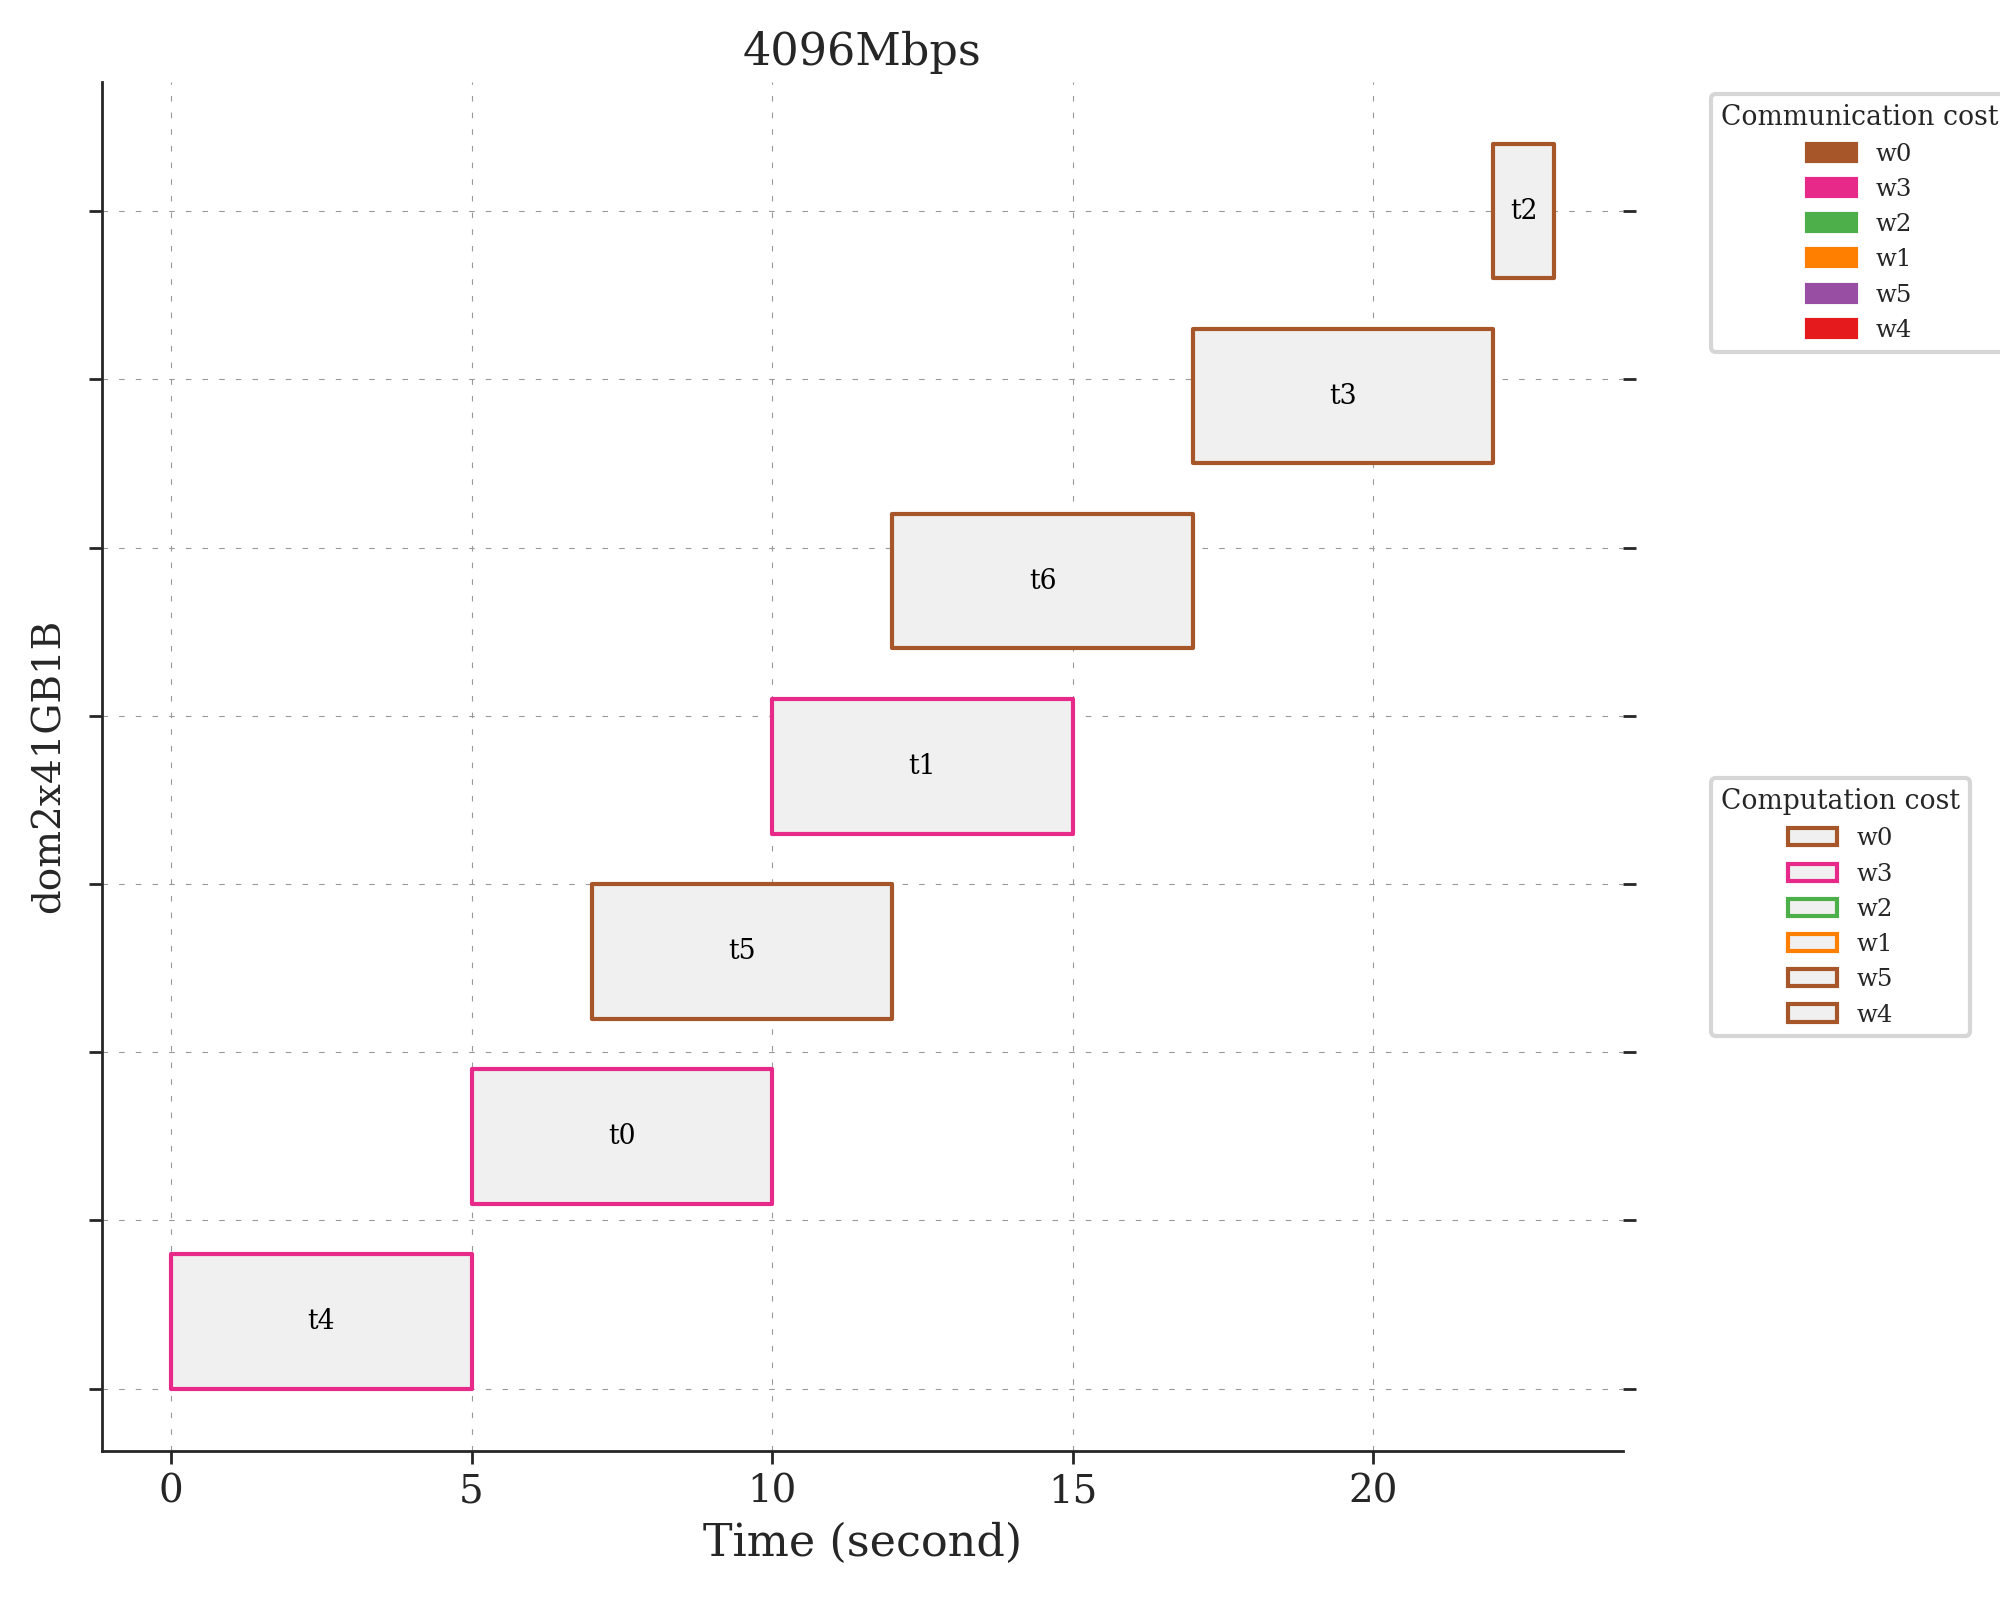 4096Mbps
Communication cost
w0
w3
w2
w1
w5
w4
t2
t3
t6
t1
t5
t0
t4
dom2x41GB1B
Computation cost
w0
w3
w2
w1
w5
w4
0 5 10 15 20
Time (second)